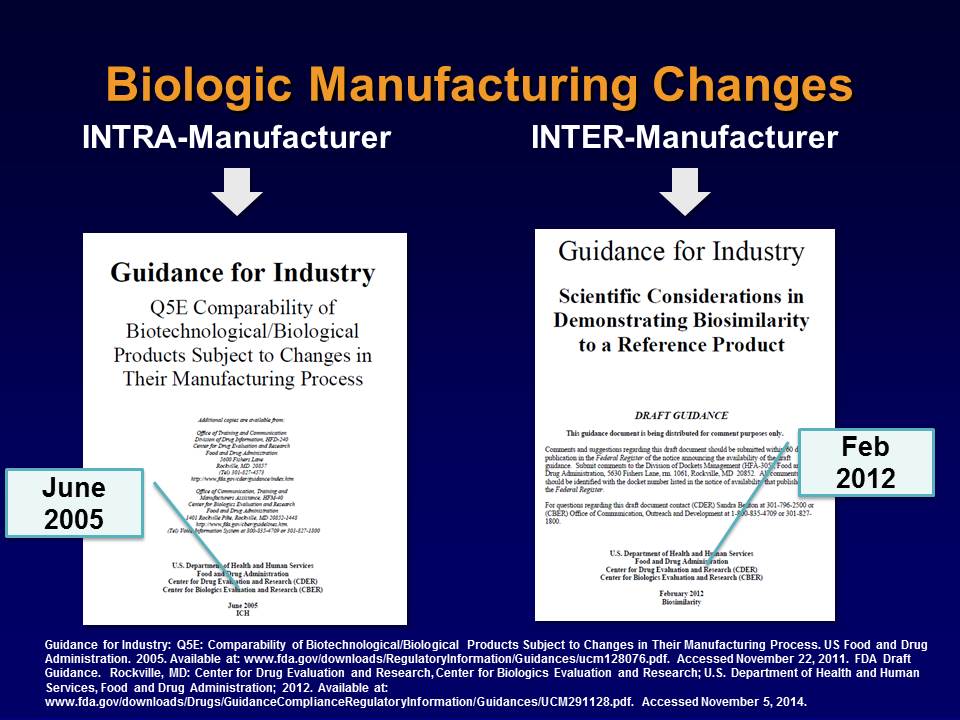 Biologic Manufacturing Changes
INTRA-Manufacturer
INTER-Manufacturer
Guidance for Industry
Q5E Comparability of
Biotechnological/Biological
Products Subject to Changes in
Their Manufacturing Process
Additional copies are available from:
Office of Training and Communication
Division of Drug Information, HFD-240
Center for Drug Evaluation and Research
Food and Drug Administration
5600 Fishers Lane
Rockville, MD 20857
(Tel) 301-827-4573
http://www.fda.gov/cder/guidance/index.htm
Office of Communication, Training and
Manufacturers Assistance, HFM-40
Center for Biologics Evaluation and Research
Food and Drug Administration
1401 Rockville Pike, Rockville, MD 20852-1448
http://www.fda.gov/cber/guidelines.htm.
(Tel) Voice Information System at 800-835-4709 or 301-827-1800
U.S. Department of Health and Human Services
Food and Drug Administration
Center for Drug Evaluation and Research (CDER)
Center for Biologics Evaluation and Research (CBER)
June 2005
ICH
June
2005
Guidance for Industry
Scientific Considerations in
Demonstrating Biosimilarity
to a Reference Product
DRAFT GUIDANCE
This guidance document is being distributed for comment purposes only.
Comments and suggestions regarding this draft document should be submitted within 60 d
publication in the Federal Register of the notice announcing the availability of the draft
guidance. Submit comments to the Division of Dockets Management (HFA-305), Food an
Drug Administration, 5630 Fishers Lane, rm. 1061, Rockville, MD 20852. All comments
should be identified with the docket number listed in the notice of availability that publish
the Federal Register.
For questions regarding this draft document contact (CDER) Sandra Benton at 301-796-2500 or
(CBER) Office of Communication, Outreach and Development at 1-800-835-4709 or 301-827-
1800.
U.S. Department of Health and Human Services
Food and Drug Administration
Center for Drug Evaluation and Research (CDER)
Center for Biologics Evaluation and Research (CBER)
February 2012
Biosimilarity
Feb
2012
Guidance for Industry: Q5E: Comparability of Biotechnological/Biological Products Subject to Changes in Their Manufacturing Process. US Food and Drug
Administration. 2005. Available at: www.fda.gov/downloads/RegulatoryInformation/Guidances/ucm128076.pdf. Accessed November 22, 2011. FDA Draft
Guidance. Rockville, MD: Center for Drug Evaluation and Research, Center for Biologics Evaluation and Research; U.S. Department of Health and Human
Services, Food and Drug Administration; 2012. Available at:
www.fda.gov/downloads/Drugs/GuidanceComplianceRegulatoryInformation/Guidances/UCM291128.pdf. Accessed November 5, 2014.